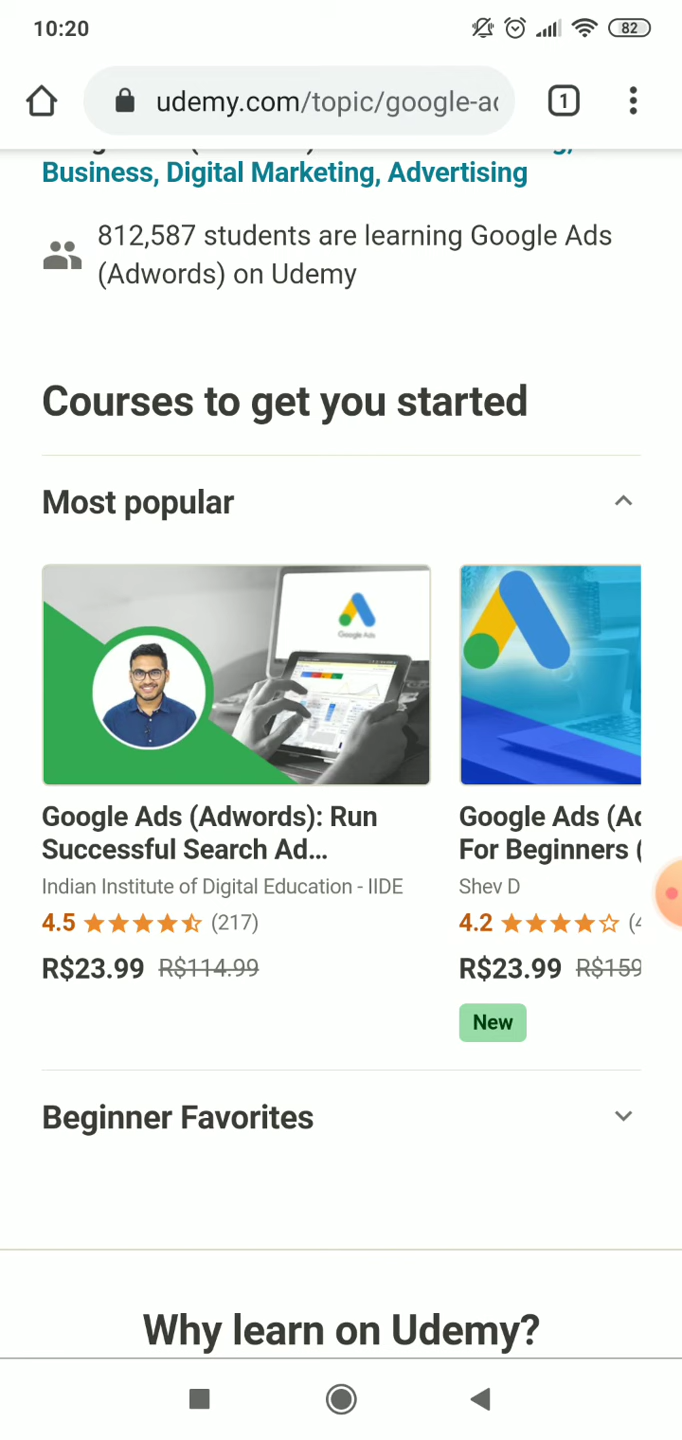 10:20
82
udemy.com/topic/google-ac
1
Business, Digital Marketing, Advertising
812,587 students are learning Google Ads
(Adwords) on Udemy
Courses to get you started
Most popular
Google Ads
Google Ads (Adwords): Run
Successful Search Ad...
Indian Institute of Digital Education - IIDE
4.5 (217)
R$23.99 R$114.99
Google Ads (Ad
For Beginners (
Shev D
4.2 (4
R$23.99 R$159
New
Beginner Favorites
Why learn on Udemy?